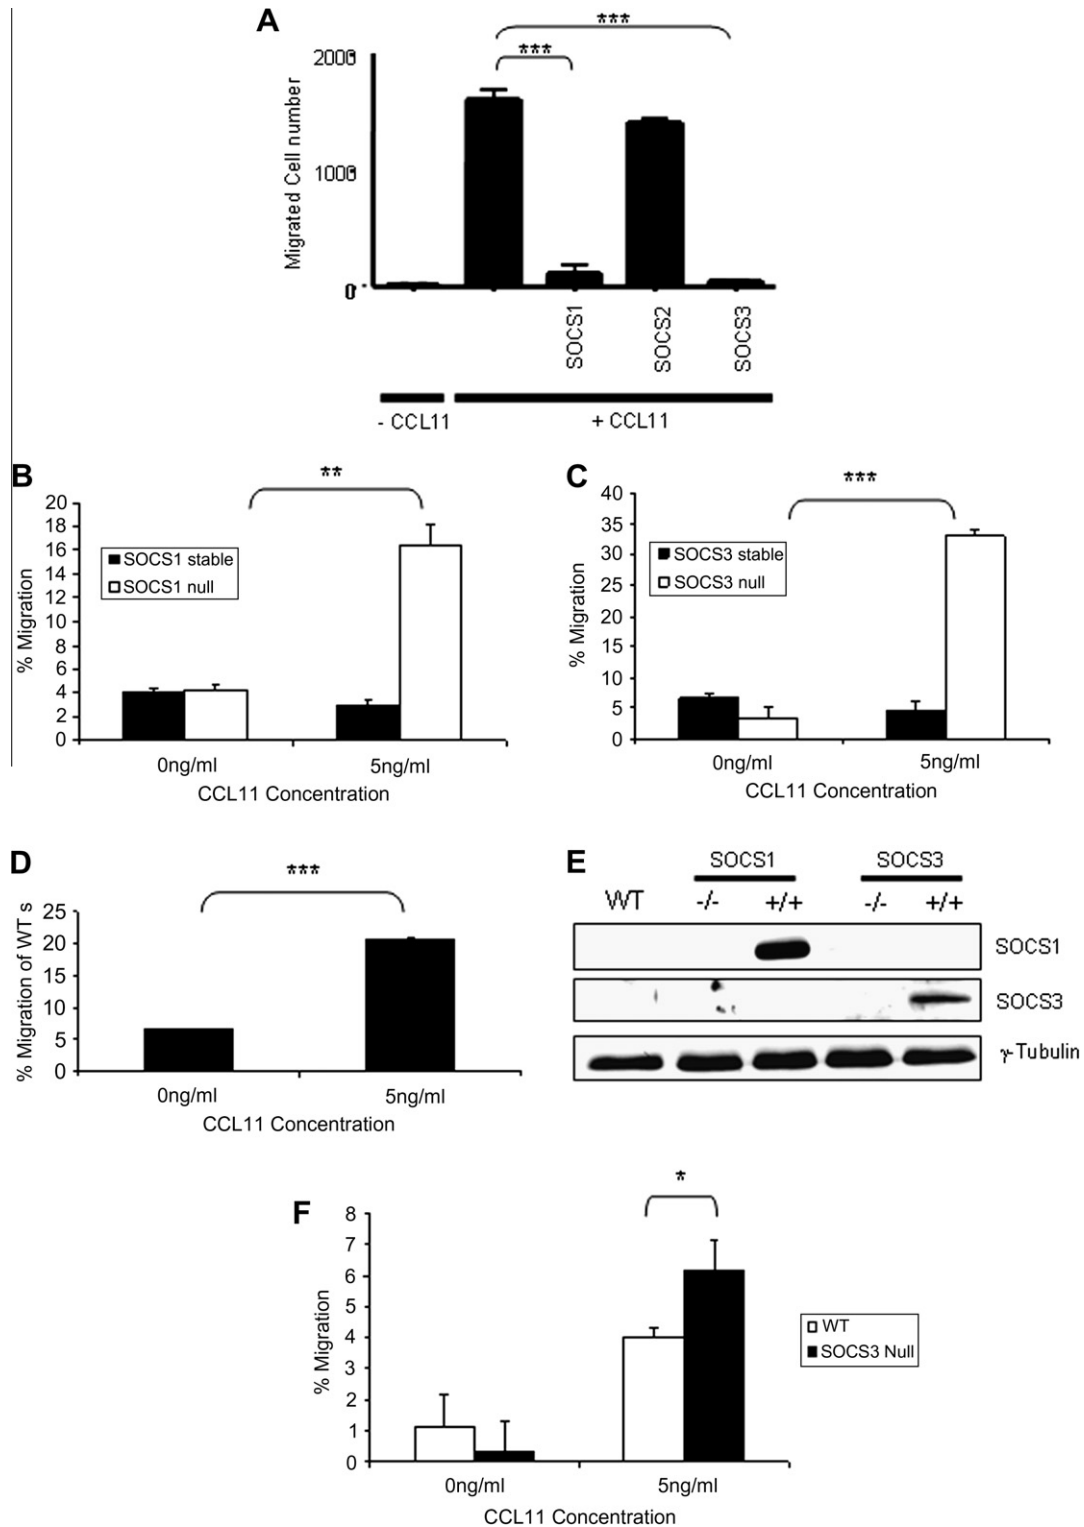 A
***
***
2000
1000
0
Migrated Cell number
SOCS1
SOCS2
SOCS3
- CCL11
+ CCL11
B
**
20
18
16
14
12
10
8
6
4
2
0
% Migration
SOCS1 stable
SOCS1 null
0ng/ml
5ng/ml
CCL11 Concentration
C
***
40
35
30
25
20
15
10
5
0
% Migration
SOCS3 stable
SOCS3 null
0ng/ml
5ng/ml
CCL11 Concentration
D
***
25
20
15
10
5
0
% Migration of WT s
0ng/ml
5ng/ml
CCL11 Concentration
E
SOCS1
SOCS3
WT
-/-
+/+
-/-
+/+
SOCS1
SOCS3
γ-Tubulin
F
*
8
7
6
5
4
3
2
1
0
% Migration
WT
SOCS3 Null
0ng/ml
5ng/ml
CCL11 Concentration